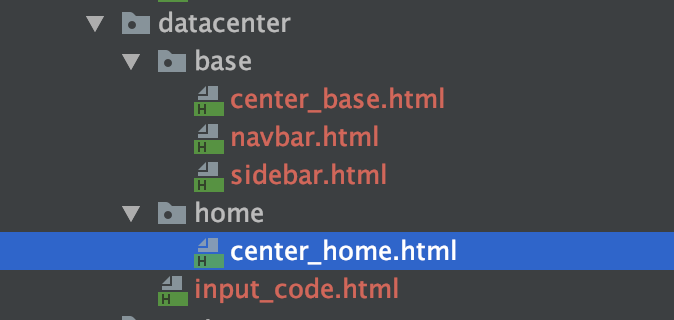 datacenter
base
H center_base.html
H navbar.html
H sidebar.html
home
H center_home.html
H input_code.html